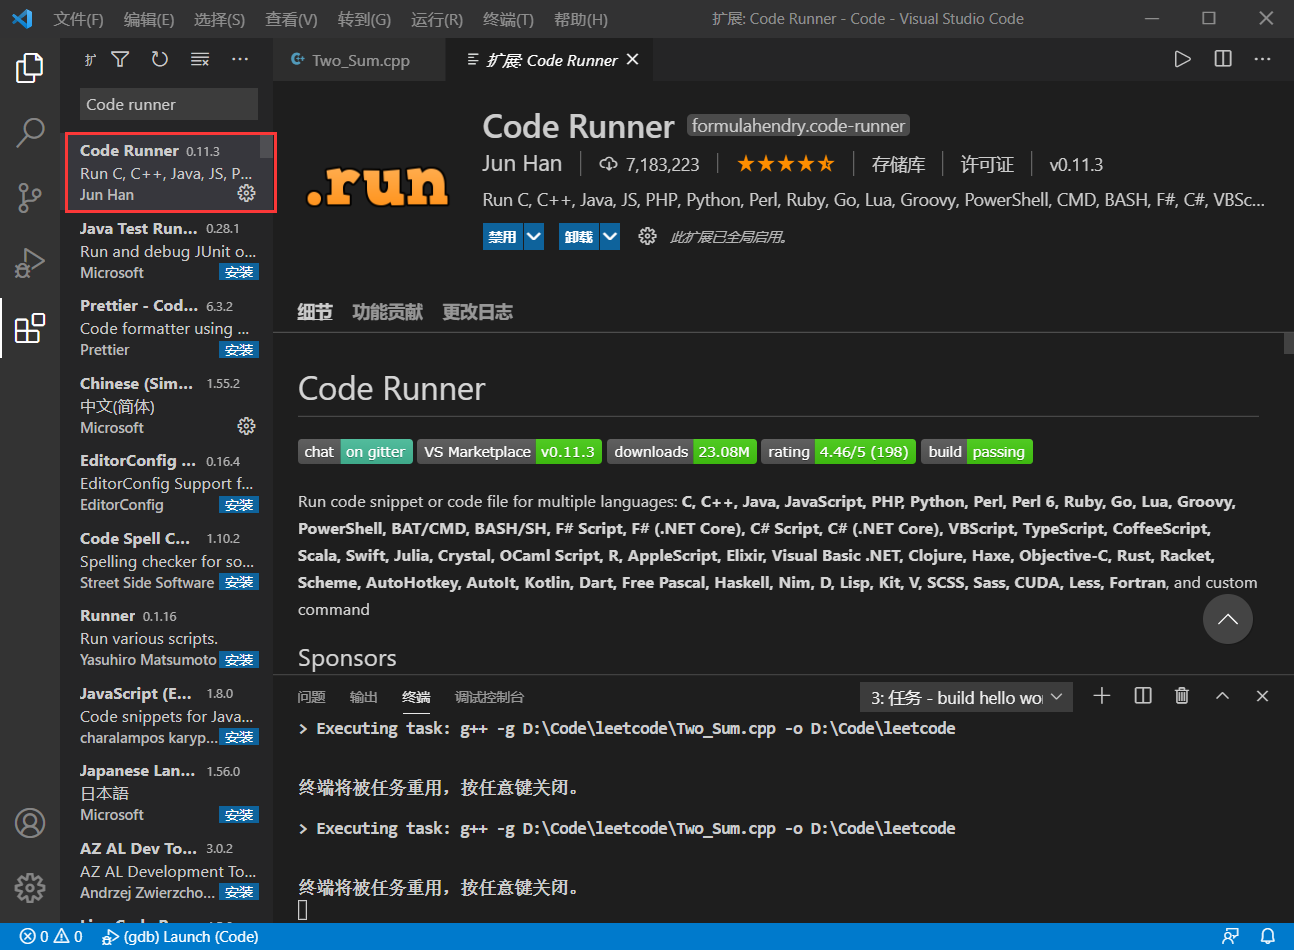 文件(F) 编辑(E) 选择(S) 查看(V) 转到(G) 运行(R) 终端(T) 帮助(H) 扩展: Code Runner - Code - Visual Studio Code
扩
Code runner
Code Runner 0.11.3
Run C, C++, Java, JS, P...
Jun Han
Java Test Run... 0.28.1
Run and debug JUnit o...
Microsoft 安装
Prettier - Cod... 6.3.2
Code formatter using ...
Prettier 安装
Chinese (Sim... 1.55.2
中文(简体)
Microsoft
EditorConfig ... 0.16.4
EditorConfig Support f...
EditorConfig 安装
Code Spell C... 1.10.2
Spelling checker for so...
Street Side Software 安装
Runner 0.1.16
Run various scripts.
Yasuhiro Matsumoto 安装
JavaScript (E... 1.8.0
Code snippets for Java...
charalampos karyp... 安装
Japanese Lan... 1.56.0
日本語
Microsoft 安装
AZ AL Dev To... 3.0.2
AZ AL Development To...
Andrzej Zwierzcho... 安装
Two_Sum.cpp 扩展: Code Runner
.run
Code Runner formulahendry.code-runner
Jun Han 7,183,223 存储库 许可证 v0.11.3
Run C, C++, Java, JS, PHP, Python, Perl, Ruby, Go, Lua, Groovy, PowerShell, CMD, BASH, F#, C#, VBSc...
禁用 卸载 此扩展已全局启用。
细节 功能贡献 更改日志
Code Runner
chat on gitter VS Marketplace v0.11.3 downloads 23.08M rating 4.46/5 (198) build passing
Run code snippet or code file for multiple languages: C, C++, Java, JavaScript, PHP, Python, Perl, Perl 6, Ruby, Go, Lua, Groovy,
PowerShell, BAT/CMD, BASH/SH, F# Script, F# (.NET Core), C# Script, C# (.NET Core), VBScript, TypeScript, CoffeeScript,
Scala, Swift, Julia, Crystal, OCaml Script, R, AppleScript, Elixir, Visual Basic .NET, Clojure, Haxe, Objective-C, Rust, Racket,
Scheme, AutoHotkey, AutoIt, Kotlin, Dart, Free Pascal, Haskell, Nim, D, Lisp, Kit, V, SCSS, Sass, CUDA, Less, Fortran, and custom
command
Sponsors
问题 输出 终端 调试控制台 3: 任务 - build hello wo
> Executing task: g++ -g D:\Code\leetcode\Two_Sum.cpp -o D:\Code\leetcode
终端将被任务重用，按任意键关闭。
> Executing task: g++ -g D:\Code\leetcode\Two_Sum.cpp -o D:\Code\leetcode
终端将被任务重用，按任意键关闭。
0 0 (gdb) Launch (Code)